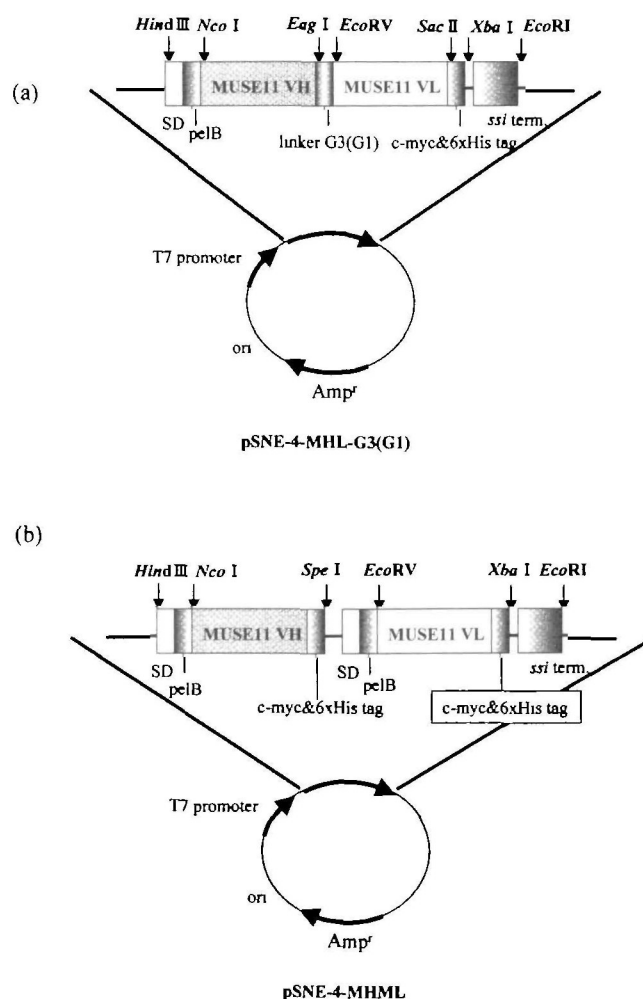 (a)
HindⅢ NcoⅠ EagⅠ EcoRV SacⅡ XbaⅠ EcoRI
MUSE11 VH MUSE11 VL
SD
pelB
linker G3(G1) c-myc&6xHis tag
ssi term.
T7 promoter
ori
Ampʳ
pSNE-4-MHL-G3(G1)
(b)
HindⅢ NcoⅠ SpeⅠ EcoRV XbaⅠ EcoRI
MUSE11 VH MUSE11 VL
SD
pelB
SD
pelB
ssi term.
c-myc&6xHis tag
c-myc&6xHis tag
T7 promoter
ori
Ampʳ
pSNE-4-MHML